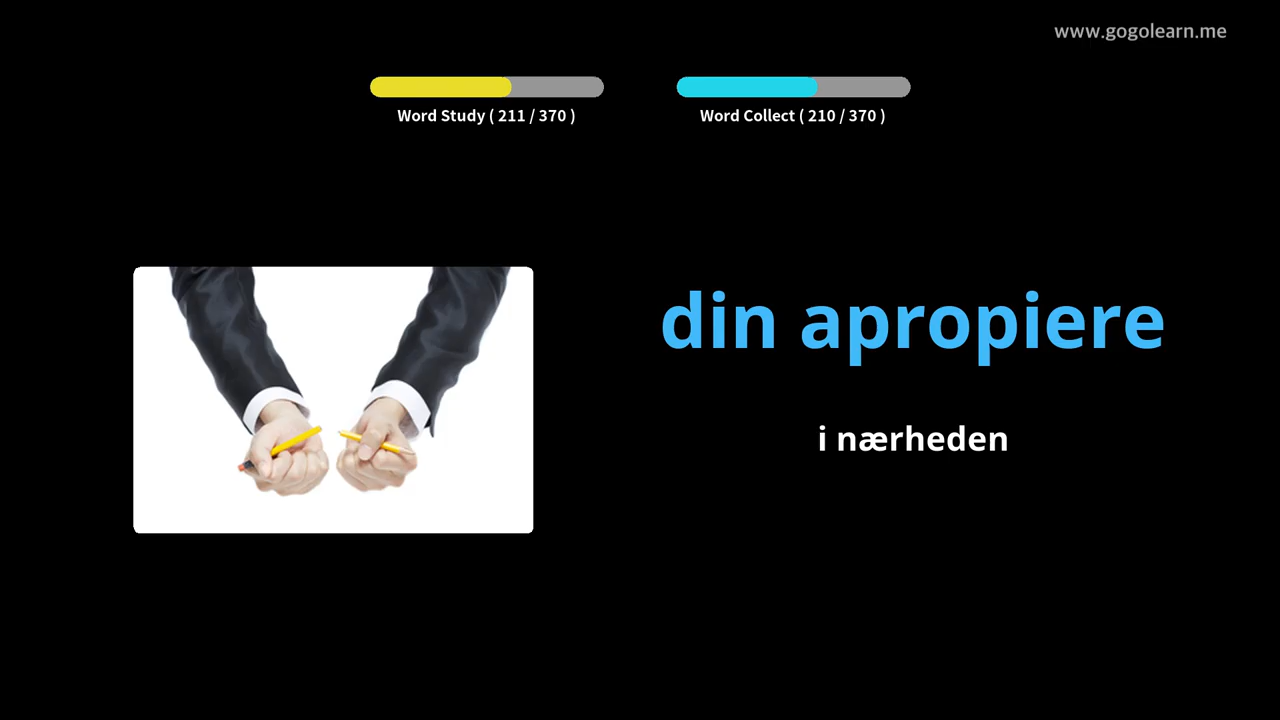 www.gogolearn.me
Word Study ( 211 / 370 )
Word Collect ( 210 / 370 )
din apropiere
i nærheden